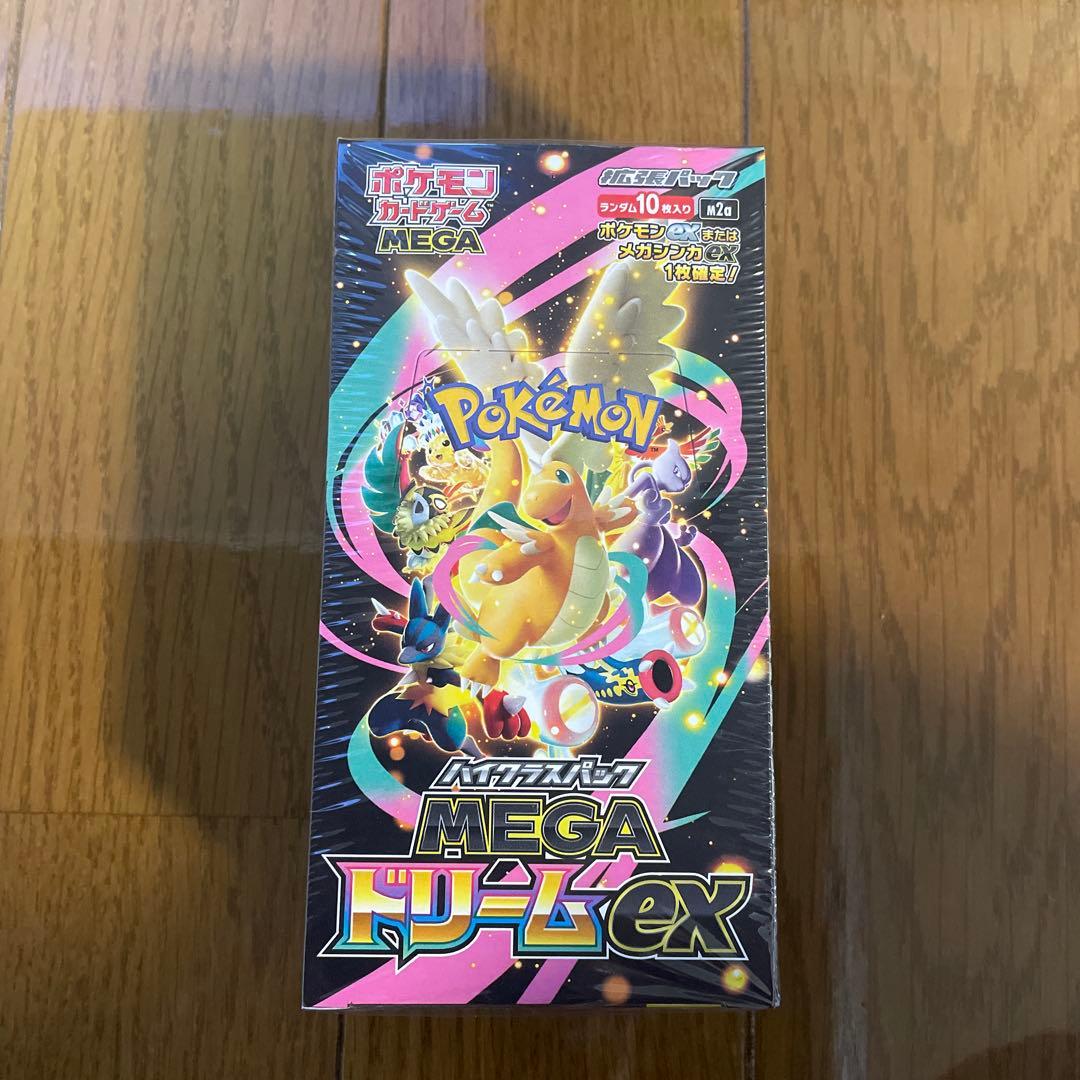 ポケモン
カードゲーム
MEGA
拡張パック
ランダム10枚入り M2a
ポケモンexまたは
メガシンカex
1枚確定!
POKéMON
TM
ハイクラスパック
MEGA
ドリームex